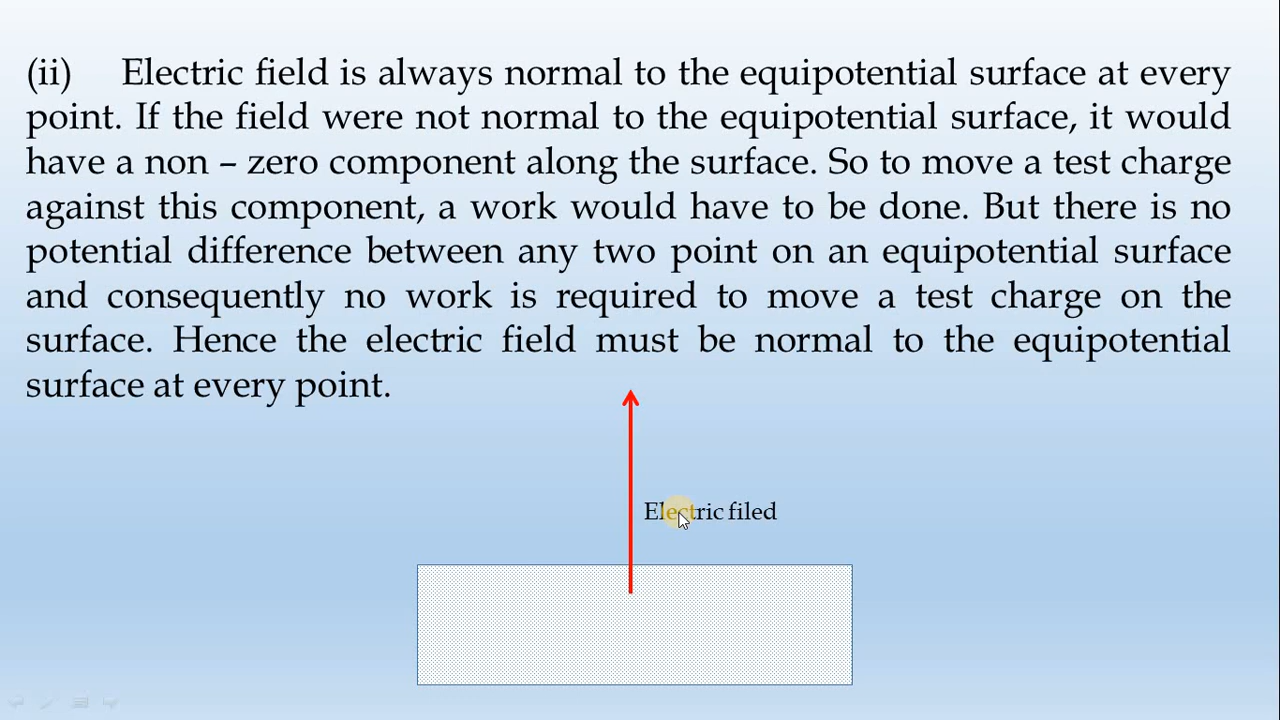 (ii) Electric field is always normal to the equipotential surface at every
point. If the field were not normal to the equipotential surface, it would
have a non – zero component along the surface. So to move a test charge
against this component, a work would have to be done. But there is no
potential difference between any two point on an equipotential surface
and consequently no work is required to move a test charge on the
surface. Hence the electric field must be normal to the equipotential
surface at every point.
Electric filed